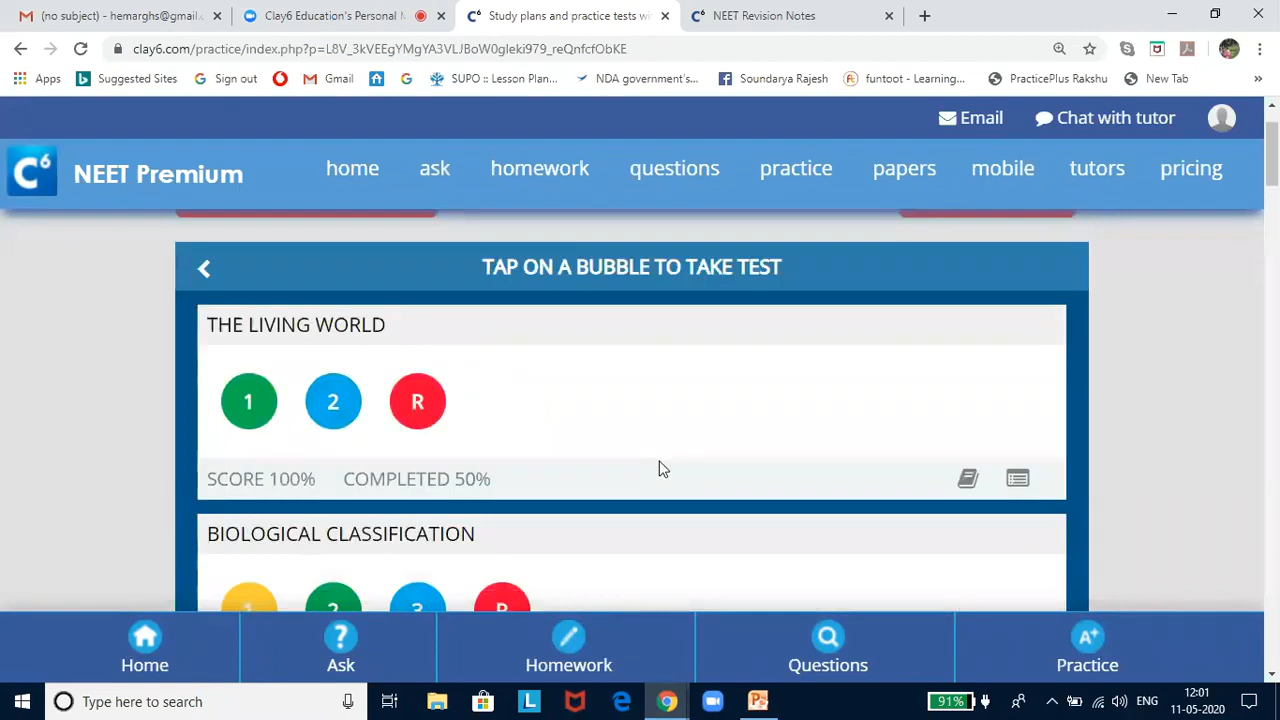 (no subject) - hemarghs@gmail.
Clay6 Education's Personal M
Study plans and practice tests wi
NEET Revision Notes
clay6.com/practice/index.php?p=L8V_3kVEEgYMgYA3VLJBoW0gleki979_reQnfcfObKE
Apps
Suggested Sites
Sign out
Gmail
SUPO :: Lesson Plan...
NDA government's...
Soundarya Rajesh
funtoot - Learning...
PracticePlus Rakshu
New Tab
Email
Chat with tutor
C6
NEET Premium
home
ask
homework
questions
practice
papers
mobile
tutors
pricing
TAP ON A BUBBLE TO TAKE TEST
THE LIVING WORLD
1 2 R
SCORE 100% COMPLETED 50%
BIOLOGICAL CLASSIFICATION
1 2 3 R
Home
Ask
Homework
Questions
Practice
Type here to search
91%
ENG
12:01
11-05-2020